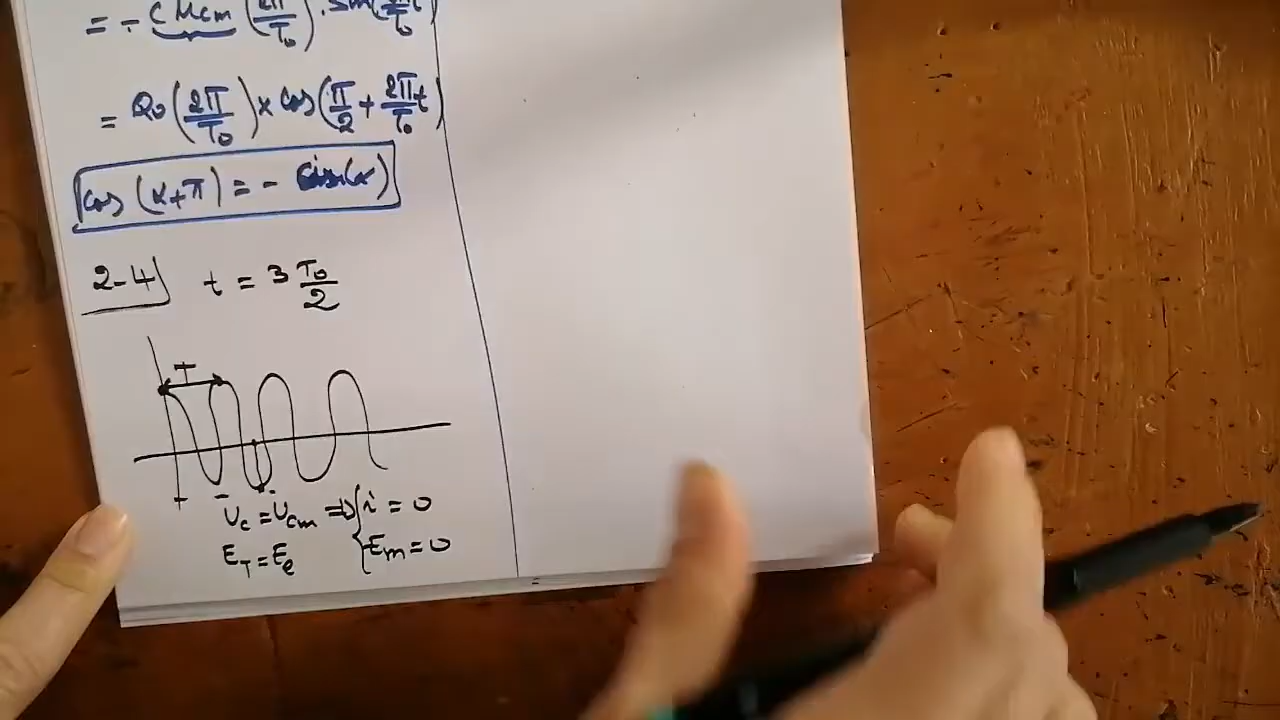 = - C Ucm (2π/T0) . sin(2π/T0 t)
= Q0 (2π/T0) x cos(π/2 + 2π/T0 t)
cos (x+π) = - sin(x)
2-4) t = 3 T0/2
T
Uc = Ucm => { i = 0
ET = Ee { Em = 0